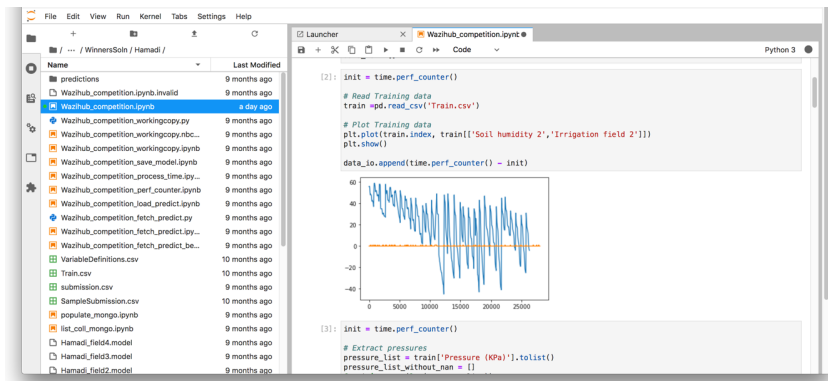 File Edit View Run Kernel Tabs Settings Help
/ ··· / WinnersSoln / Hamadi /
Name Last Modified
predictions 9 months ago
Wazihub_competition.ipynb.invalid 9 months ago
Wazihub_competition.ipynb a day ago
Wazihub_competition_workingcopy.py 9 months ago
Wazihub_competition_workingcopy.nbc... 9 months ago
Wazihub_competition_workingcopy.ipynb 9 months ago
Wazihub_competition_save_model.ipynb 9 months ago
Wazihub_competition_process_time.ipy... 9 months ago
Wazihub_competition_perf_counter.ipynb 9 months ago
Wazihub_competition_load_predict.ipynb 9 months ago
Wazihub_competition_fetch_predict.py 9 months ago
Wazihub_competition_fetch_predict.ipy... 9 months ago
Wazihub_competition_fetch_predict_be... 9 months ago
VariableDefinitions.csv 10 months ago
Train.csv 10 months ago
submission.csv 9 months ago
SampleSubmission.csv 10 months ago
populate_mongo.ipynb 9 months ago
list_coll_mongo.ipynb 9 months ago
Hamadi_field4.model 9 months ago
Hamadi_field3.model 9 months ago
Hamadi_field2.model 9 months ago
Launcher Wazihub_competition.ipynb
Code Python 3
[2]: init = time.perf_counter()
# Read Training data
train =pd.read_csv('Train.csv')
# Plot Training data
plt.plot(train.index, train[['Soil humidity 2','Irrigation field 2']])
plt.show()
data_io.append(time.perf_counter() - init)
60
40
20
0
−20
−40
0 5000 10000 15000 20000 25000
[3]: init = time.perf_counter()
# Extract pressures
pressure_list = train['Pressure (KPa)'].tolist()
pressure_list_without_nan = []